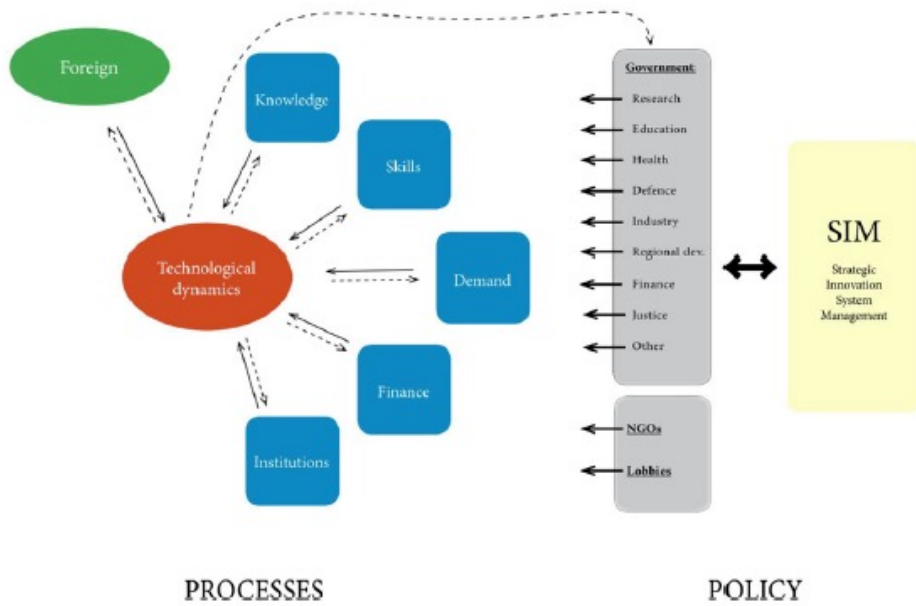 Foreign
Knowledge
Skills
Technological
dynamics
Demand
Finance
Institutions
Government:
Research
Education
Health
Defence
Industry
Regional dev.
Finance
Justice
Other
NGOs
Lobbies
SIM
Strategic
Innovation
System
Management
PROCESSES
POLICY